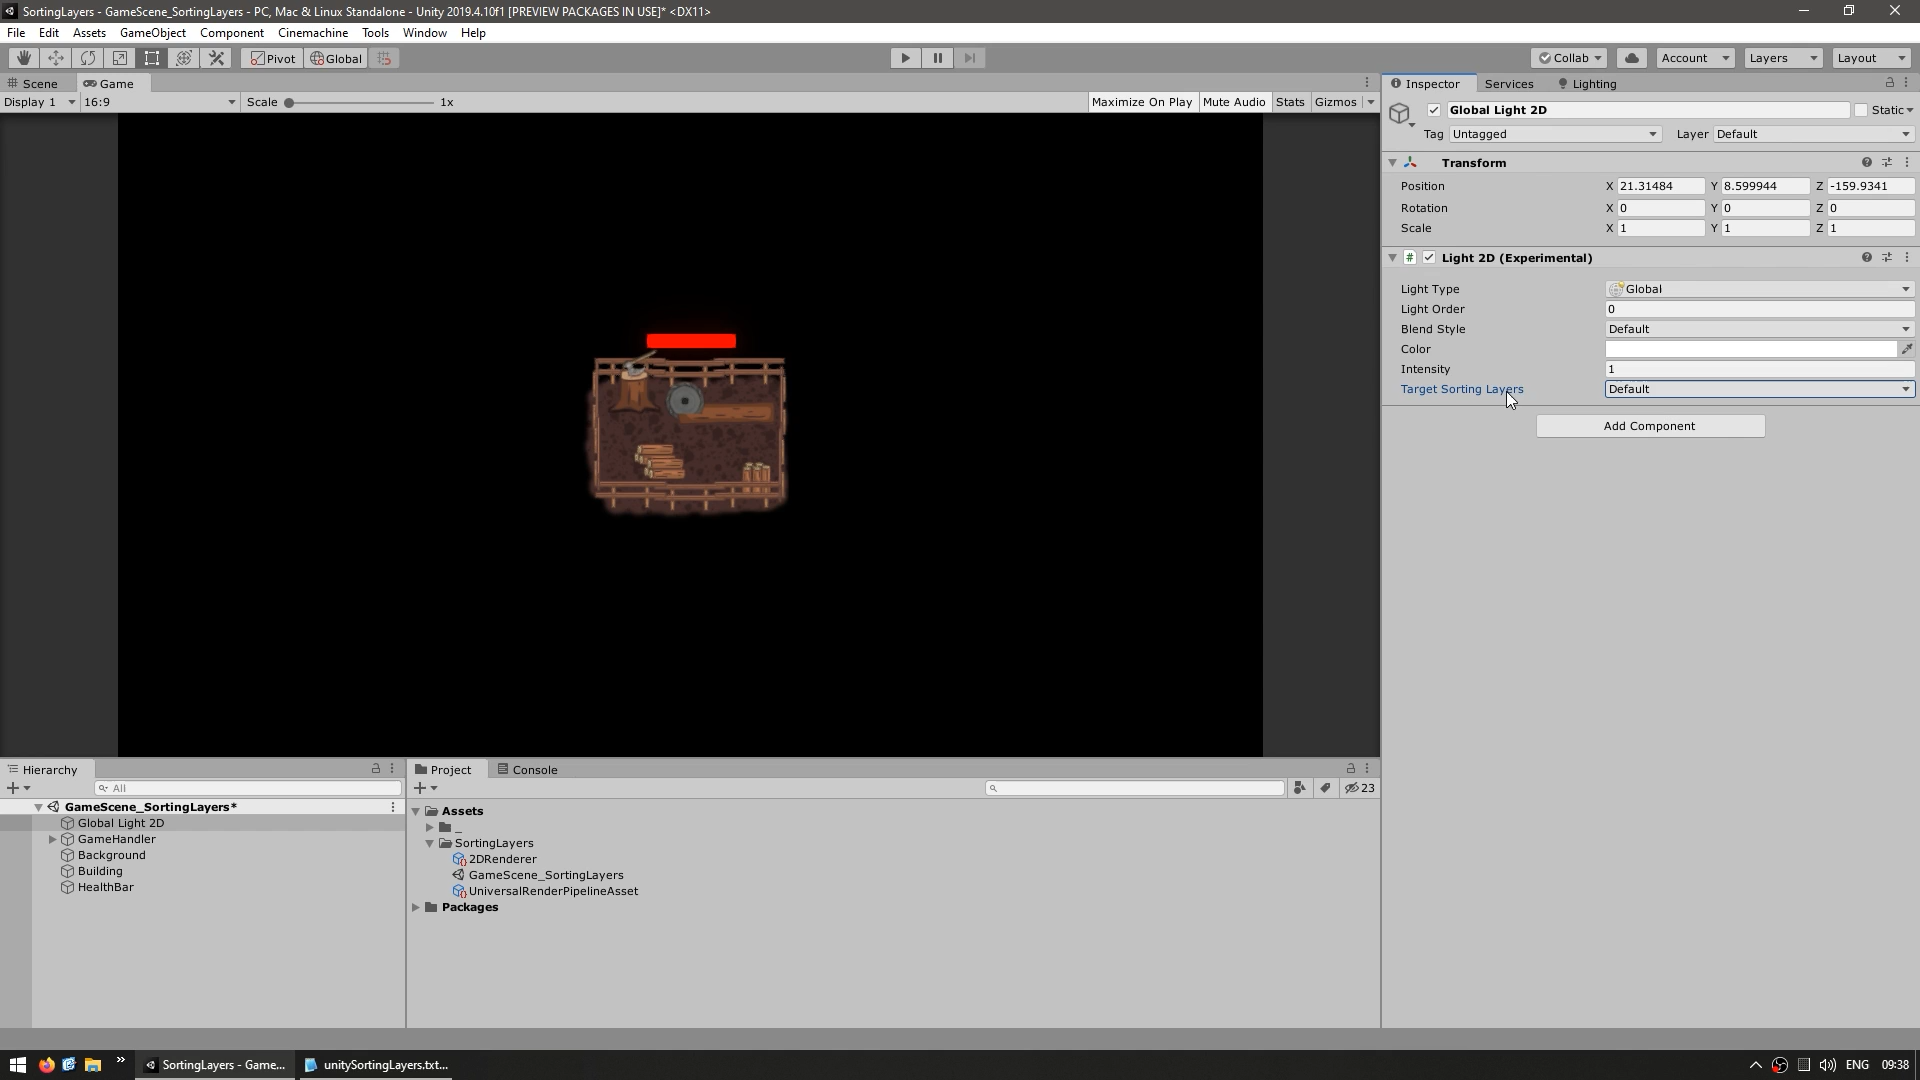 SortingLayers - GameScene_SortingLayers - PC, Mac & Linux Standalone - Unity 2019.4.10f1 [PREVIEW PACKAGES IN USE]* <DX11>
File Edit Assets GameObject Component Cinemachine Tools Window Help
Pivot Global Collab Account Layers Layout
Scene Game
Display 1 16:9 Scale 1x Maximize On Play Mute Audio Stats Gizmos
Inspector Services Lighting
Global Light 2D Static
Tag Untagged Layer Default
Transform
Position X 21.31484 Y 8.599944 Z -159.9341
Rotation X 0 Y 0 Z 0
Scale X 1 Y 1 Z 1
# Light 2D (Experimental)
Light Type Global
Light Order 0
Blend Style Default
Color
Intensity 1
Target Sorting Layers Default
Add Component
Hierarchy
All
GameScene_SortingLayers*
Global Light 2D
GameHandler
Background
Building
HealthBar
Project Console
23
Assets
_
SortingLayers
2DRenderer
GameScene_SortingLayers
UniversalRenderPipelineAsset
Packages
SortingLayers - Game... unitySortingLayers.txt... ENG 09:38